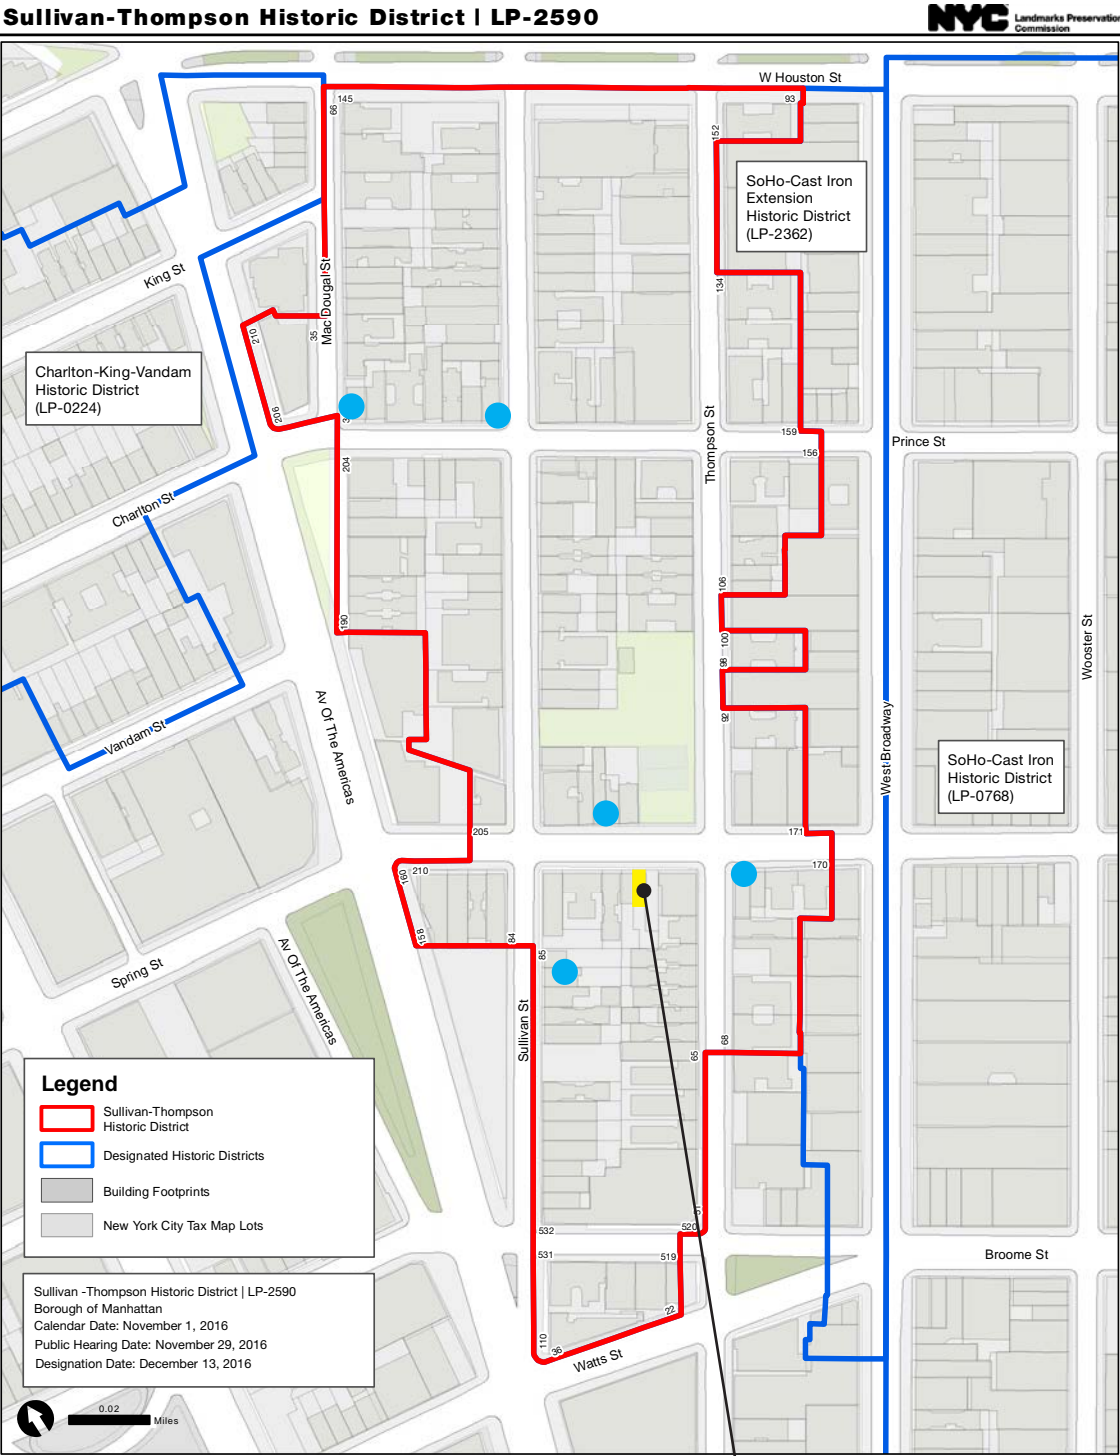 Sullivan-Thompson Historic District | LP-2590
NYC Landmarks Preservation
Commission
W Houston St
145
93
66
152
SoHo-Cast Iron
Extension
Historic District
(LP-2362)
King St
Mac Dougal St
134
210
35
Charlton-King-Vandam
Historic District
(LP-0224)
206
Thompson St
159
Prince St
156
204
Charlton St
106
190
100
98
Wooster St
92
Vandam St
Av Of The Americas
West Broadway
SoHo-Cast Iron
Historic District
(LP-0768)
205
171
160
210
170
158
84
85
Spring St
Av Of The Americas
Sullivan St
68
65
Legend
Sullivan-Thompson
Historic District
Designated Historic Districts
Building Footprints
New York City Tax Map Lots
532
520
531
519
Broome St
Sullivan -Thompson Historic District | LP-2590
Borough of Manhattan
Calendar Date: November 1, 2016
Public Hearing Date: November 29, 2016
Designation Date: December 13, 2016
22
110
36
Watts St
0.02
Miles